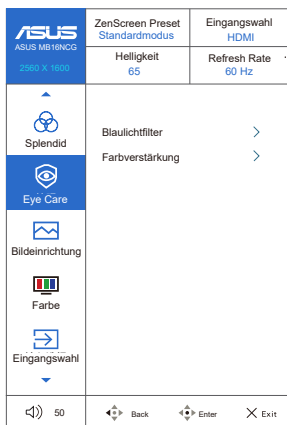 ASUS
ASUS MB16NCG
2560 X 1600
ZenScreen Preset
Standardmodus
Eingangswahl
HDMI
Helligkeit
65
Refresh Rate
60 Hz
Splendid
Eye Care
Bildeinrichtung
Farbe
Eingangswahl
Blaulichtfilter
Farbverstärkung
50
Back
Enter
Exit